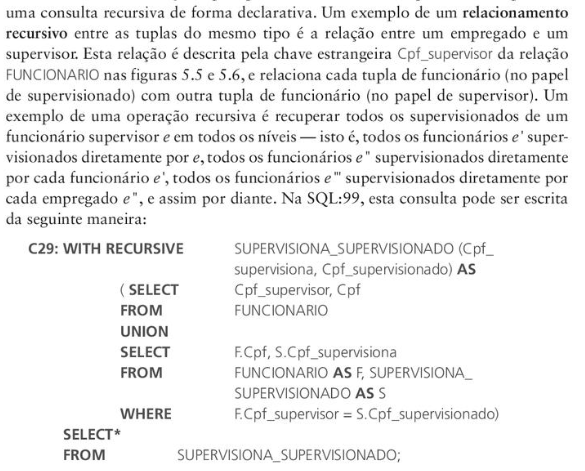 uma consulta recursiva de forma declarativa. Um exemplo de um relacionamento
recursivo entre as tuplas do mesmo tipo é a relação entre um empregado e um
supervisor. Esta relação é descrita pela chave estrangeira Cpf_supervisor da relação
FUNCIONARIO nas figuras 5.5 e 5.6, e relaciona cada tupla de funcionário (no papel
de supervisionado) com outra tupla de funcionário (no papel de supervisor). Um
exemplo de uma operação recursiva é recuperar todos os supervisionados de um
funcionário supervisor e em todos os níveis — isto é, todos os funcionários e' super-
visionados diretamente por e, todos os funcionários e" supervisionados diretamente
por cada funcionário e', todos os funcionários e"' supervisionados diretamente por
cada empregado e", e assim por diante. Na SQL:99, esta consulta pode ser escrita
da seguinte maneira:
C29: WITH RECURSIVE SUPERVISIONA_SUPERVISIONADO (Cpf_
supervisiona, Cpf_supervisionado) AS
( SELECT Cpf_supervisor, Cpf
FROM FUNCIONARIO
UNION
SELECT F.Cpf, S.Cpf_supervisiona
FROM FUNCIONARIO AS F, SUPERVISIONA_
SUPERVISIONADO AS S
WHERE F.Cpf_supervisor = S.Cpf_supervisionado)
SELECT*
FROM SUPERVISIONA_SUPERVISIONADO;